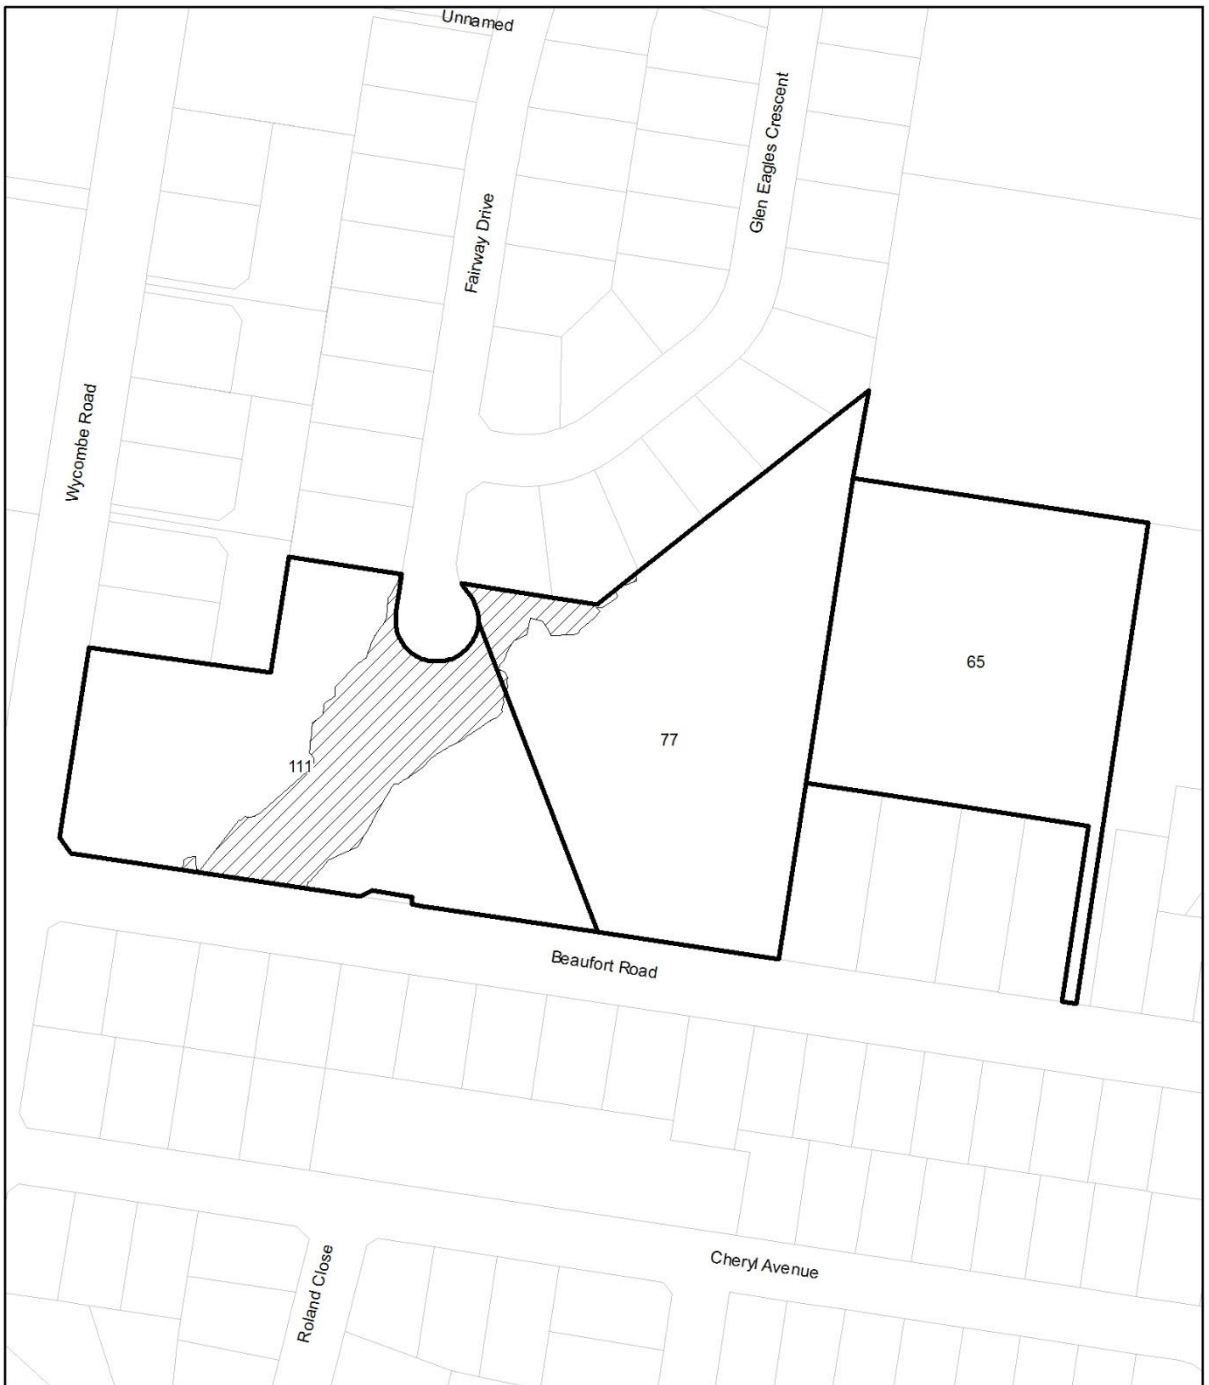 Unnamed
Glen Eagles Crescent
Fairway Drive
Wycombe Road
65
77
111
Beaufort Road
Cheryl Avenue
Roland Close